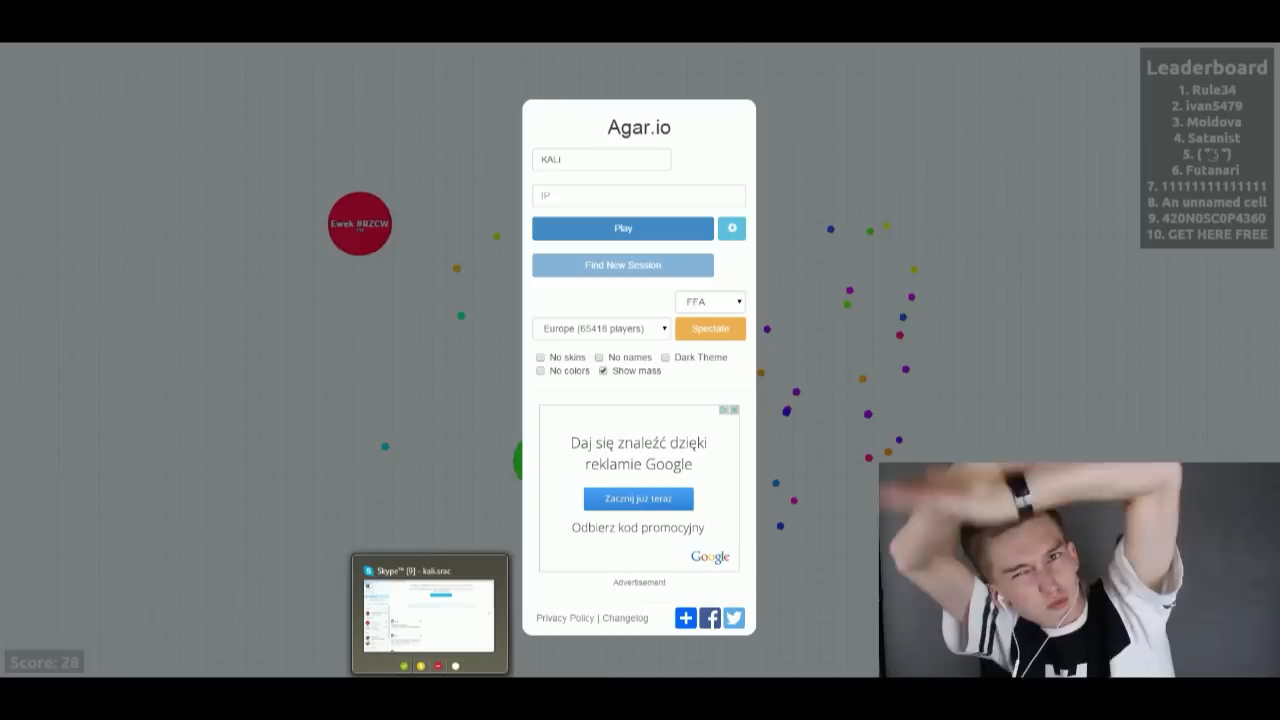 Leaderboard
1. Rule34
2. ivan5479
3. Moldova
4. Satanist
6. Futanari
7. 11111111111111
8. An unnamed cell
9. 420N0SC0P4360
10. GET HERE FREE
Agar.io
KALi
IP
Play
Find New Session
FFA
Europe (65418 players)
Spectate
No skins
No names
Dark Theme
No colors
Show mass
Daj się znaleźć dzięki
reklamie Google
Zacznij już teraz
Odbierz kod promocyjny
Google
Advertisement
Privacy Policy | Changelog
Ewek #RZCW
Skype™ [9] - kali.srac
Score: 28